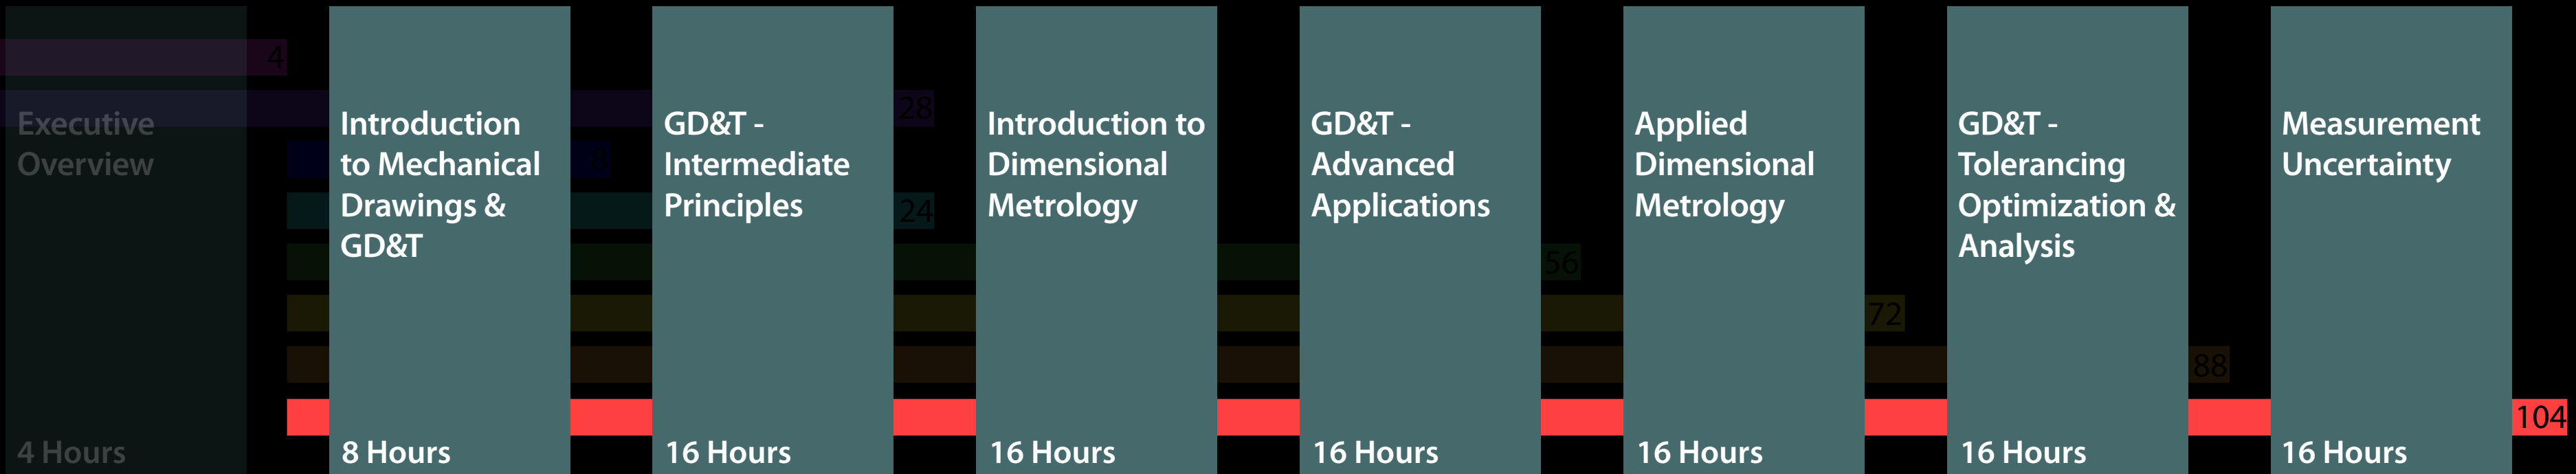 4
Executive
Overview
4 Hours
Introduction
to Mechanical
Drawings &
GD&T
8 Hours
8
GD&T -
Intermediate
Principles
16 Hours
28
24
Introduction to
Dimensional
Metrology
16 Hours
GD&T -
Advanced
Applications
16 Hours
56
Applied
Dimensional
Metrology
16 Hours
72
GD&T -
Tolerancing
Optimization &
Analysis
16 Hours
88
Measurement
Uncertainty
16 Hours
104